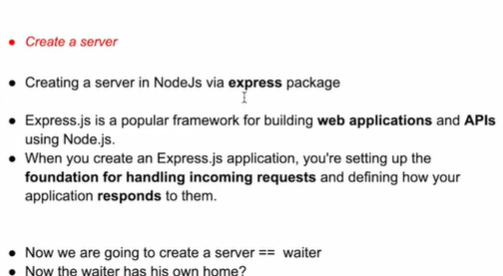 ● Create a server
● Creating a server in NodeJs via express package
● Express.js is a popular framework for building web applications and APIs
using Node.js.
● When you create an Express.js application, you're setting up the
foundation for handling incoming requests and defining how your
application responds to them.
● Now we are going to create a server == waiter
● Now the waiter has his own home?